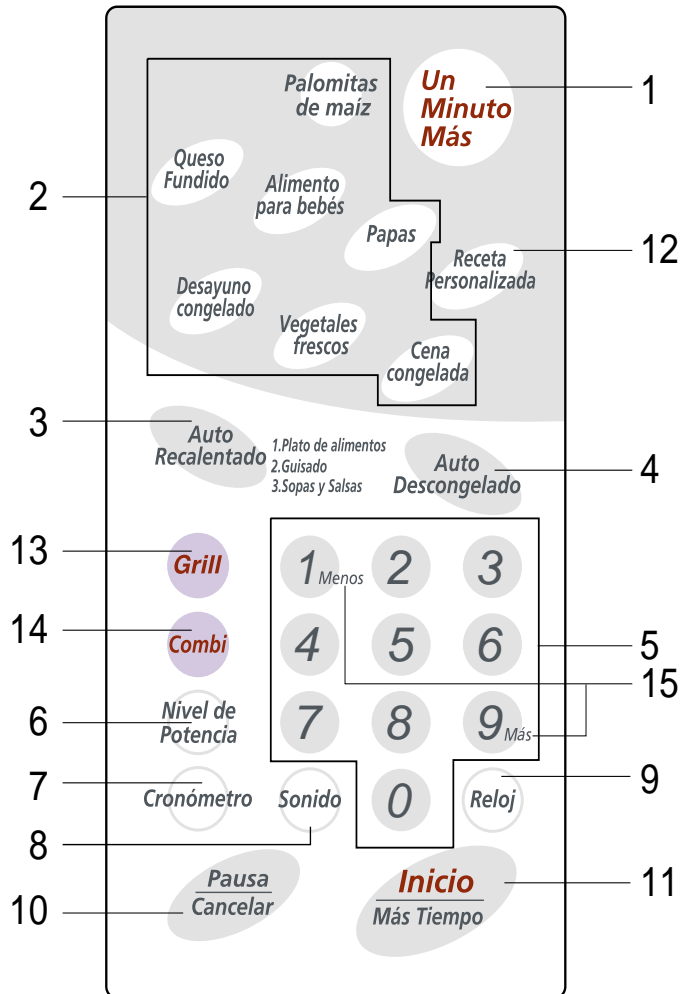 Un
Minuto
Más
1
Palomitas
de maíz
Queso
Fundido
Alimento
para bebés
2
Papas
Receta
Personalizada
12
Desayuno
congelado
Vegetales
frescos
Cena
congelada
3
Auto
Recalentado
1.Plato de alimentos
2.Guisado
3.Sopas y Salsas
Auto
Descongelado
4
13
Grill
1 Menos
2
3
14
Combi
4
5
6
5
15
6
Nivel de
Potencia
7
8
9 Más
7
Cronómetro
Sonido
0
Reloj
9
8
10
Pausa
Cancelar
Inicio
Más Tiempo
11